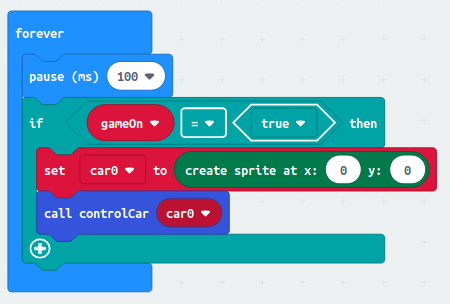 forever
pause (ms) 100
if gameOn = true then
set car0 to create sprite at x: 0 y: 0
call controlCar car0